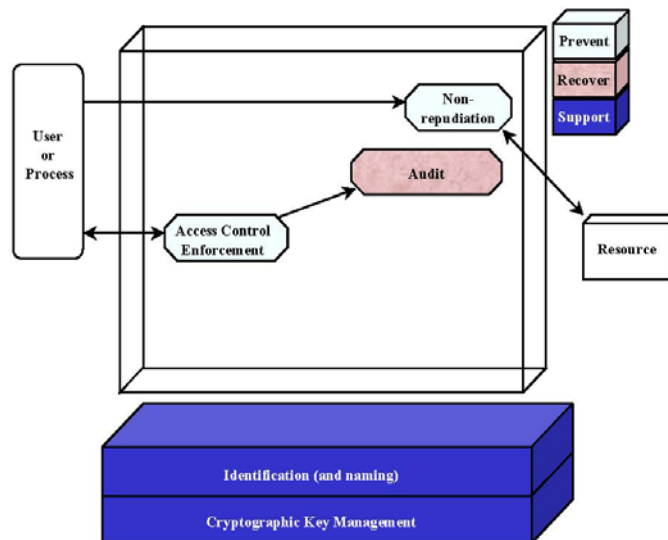 Prevent
Recover
Support
User
or
Process
Non-
repudiation
Audit
Access Control
Enforcement
Resource
Identification (and naming)
Cryptographic Key Management